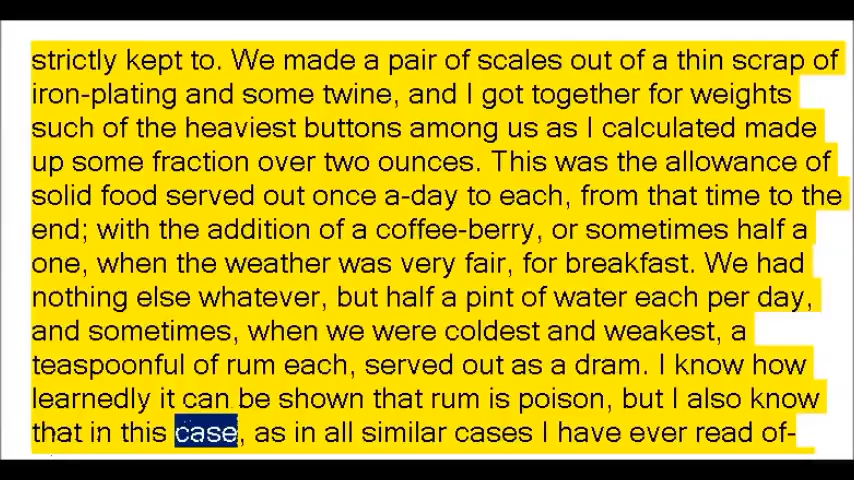 strictly kept to. We made a pair of scales out of a thin scrap of
iron-plating and some twine, and I got together for weights
such of the heaviest buttons among us as I calculated made
up some fraction over two ounces. This was the allowance of
solid food served out once a-day to each, from that time to the
end; with the addition of a coffee-berry, or sometimes half a
one, when the weather was very fair, for breakfast. We had
nothing else whatever, but half a pint of water each per day,
and sometimes, when we were coldest and weakest, a
teaspoonful of rum each, served out as a dram. I know how
learnedly it can be shown that rum is poison, but I also know
that in this case, as in all similar cases I have ever read of-